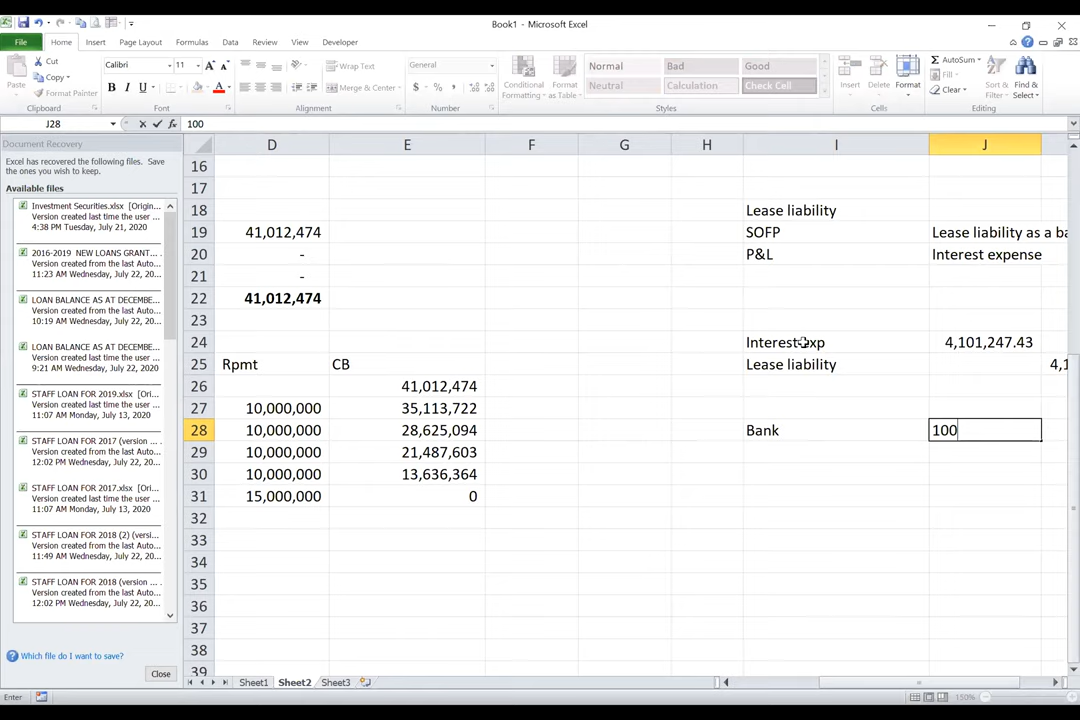 Book1 - Microsoft Excel
File Home Insert Page Layout Formulas Data Review View Developer
Cut
Copy
Format Painter
Paste
Clipboard
Calibri 11
B I U
Font
Wrap Text
Merge & Center
Alignment
General
$ % ,
Number
Conditional Formatting
Format as Table
Normal Bad Good
Neutral Calculation Check Cell
Styles
Insert Delete Format
Cells
AutoSum
Fill
Clear
Sort & Filter
Find & Select
Editing
J28 fx 100
Document Recovery
Excel has recovered the following files. Save
the ones you wish to keep.
Available files
Investment Securities.xlsx [Origin...
Version created last time the user ...
4:38 PM Tuesday, July 21, 2020
2016-2019 NEW LOANS GRANT...
Version created from the last Auto...
11:23 AM Wednesday, July 22, 20...
LOAN BALANCE AS AT DECEMBE...
Version created from the last Auto...
10:19 AM Wednesday, July 22, 20...
LOAN BALANCE AS AT DECEMBE...
Version created last time the user ...
9:21 AM Wednesday, July 22, 202...
STAFF LOAN FOR 2019.xlsx [Ori...
Version created last time the user ...
11:07 AM Monday, July 13, 2020
STAFF LOAN FOR 2017 (version ...
Version created from the last Auto...
12:02 PM Wednesday, July 22, 20...
STAFF LOAN FOR 2017.xlsx [Ori...
Version created last time the user ...
11:07 AM Monday, July 13, 2020
STAFF LOAN FOR 2018 (2) (versi...
Version created from the last Auto...
11:49 AM Wednesday, July 22, 20...
STAFF LOAN FOR 2018 (version ...
Version created from the last Auto...
12:02 PM Wednesday, July 22, 20...
Which file do I want to save?
Close
D E F G H I J
16
17
18 Lease liability
19 41,012,474 SOFP Lease liability as a ba
20 - P&L Interest expense
21 -
22 41,012,474
23
24 Interest exp 4,101,247.43
25 Rpmt CB Lease liability 4,1
26 41,012,474
27 10,000,000 35,113,722
28 10,000,000 28,625,094 Bank 100
29 10,000,000 21,487,603
30 10,000,000 13,636,364
31 15,000,000 0
32
33
34
35
36
37
38
39
Sheet1 Sheet2 Sheet3
Enter 150%